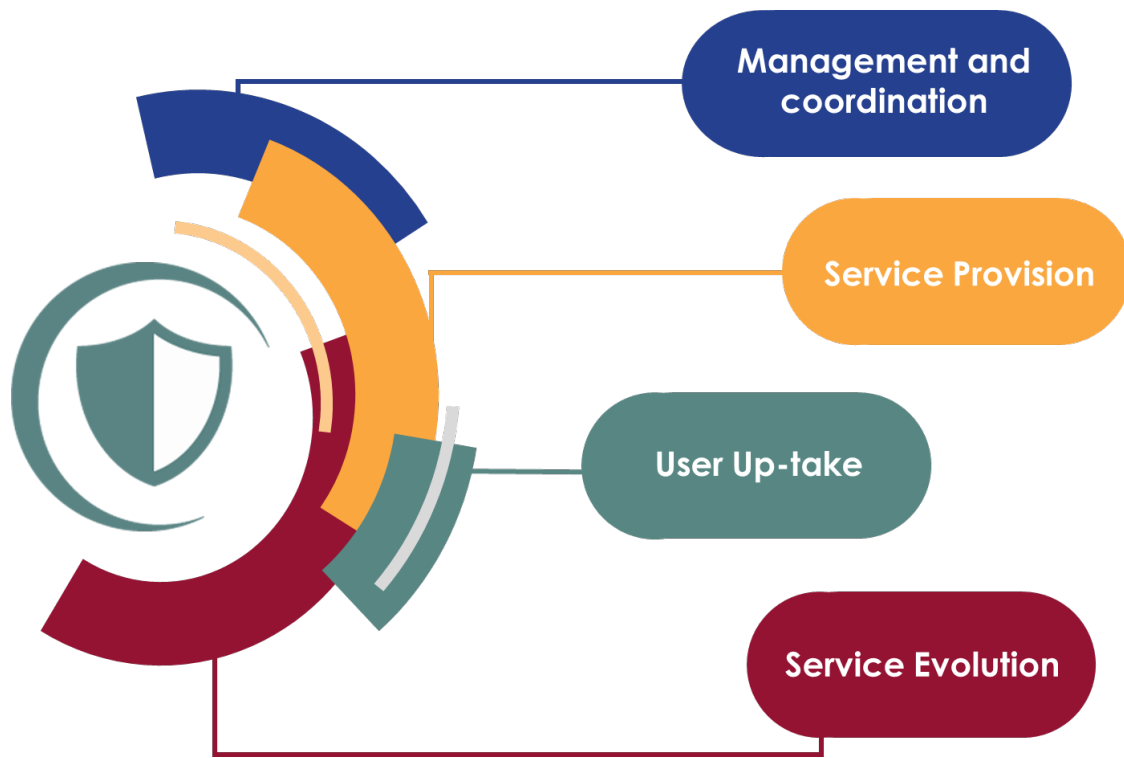 Management and
coordination
Service Provision
User Up-take
Service Evolution